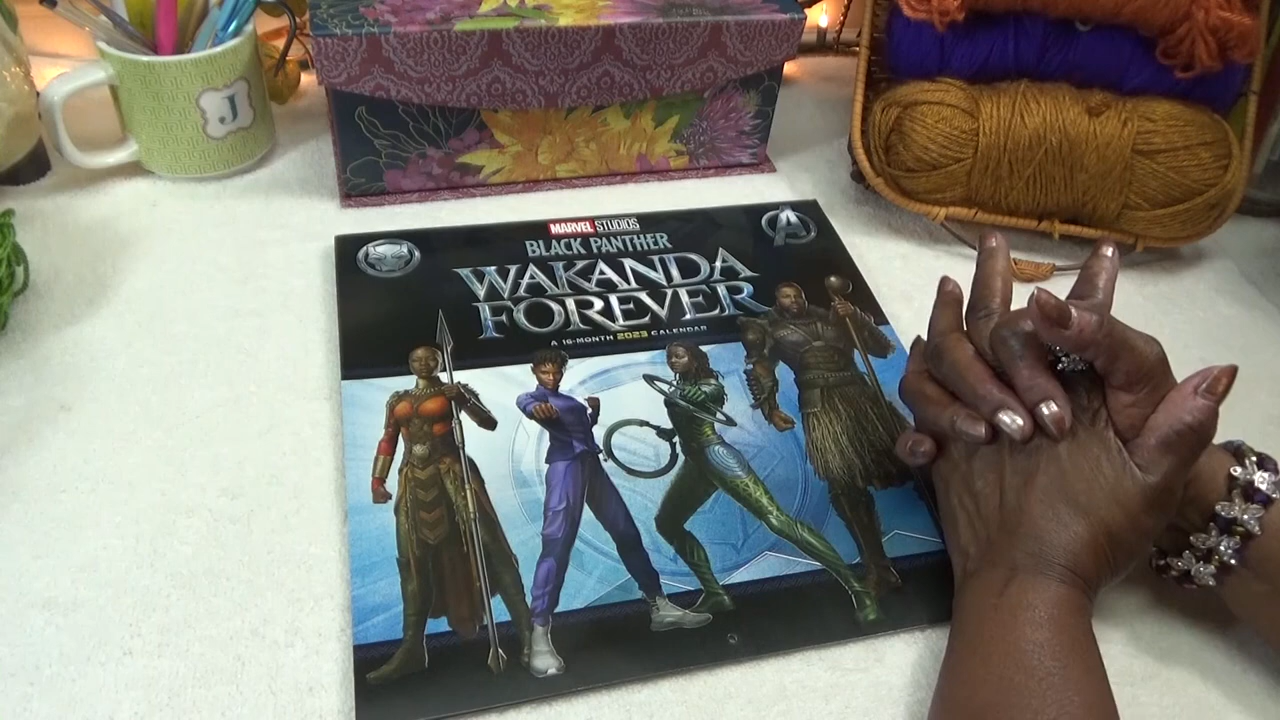 J
MARVEL STUDIOS
BLACK PANTHER
WAKANDA
FOREVER
A 16-MONTH 2023 CALENDAR